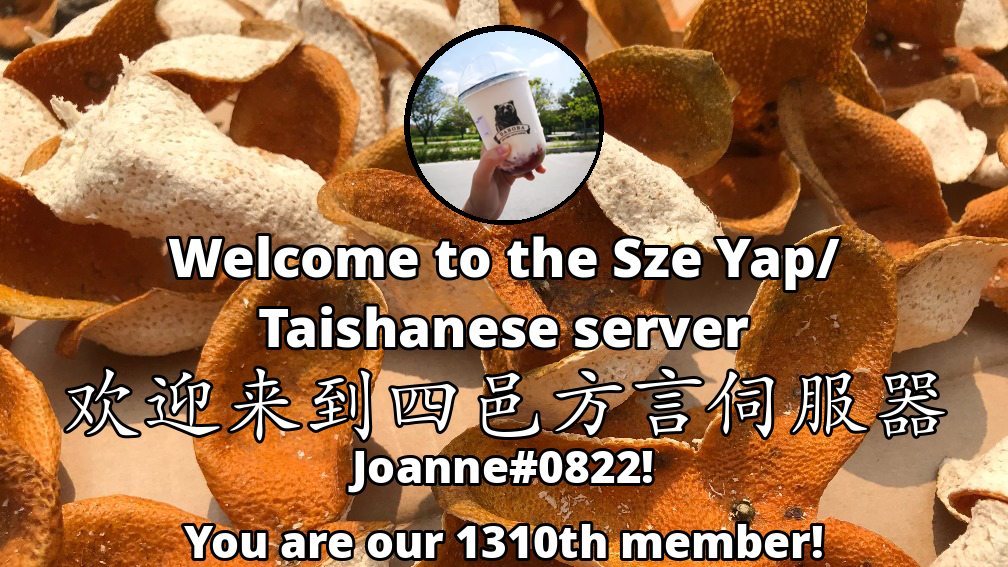 Welcome to the Sze Yap/
Taishanese server
欢迎来到四邑方言伺服器
Joanne#0822!
You are our 1310th member!